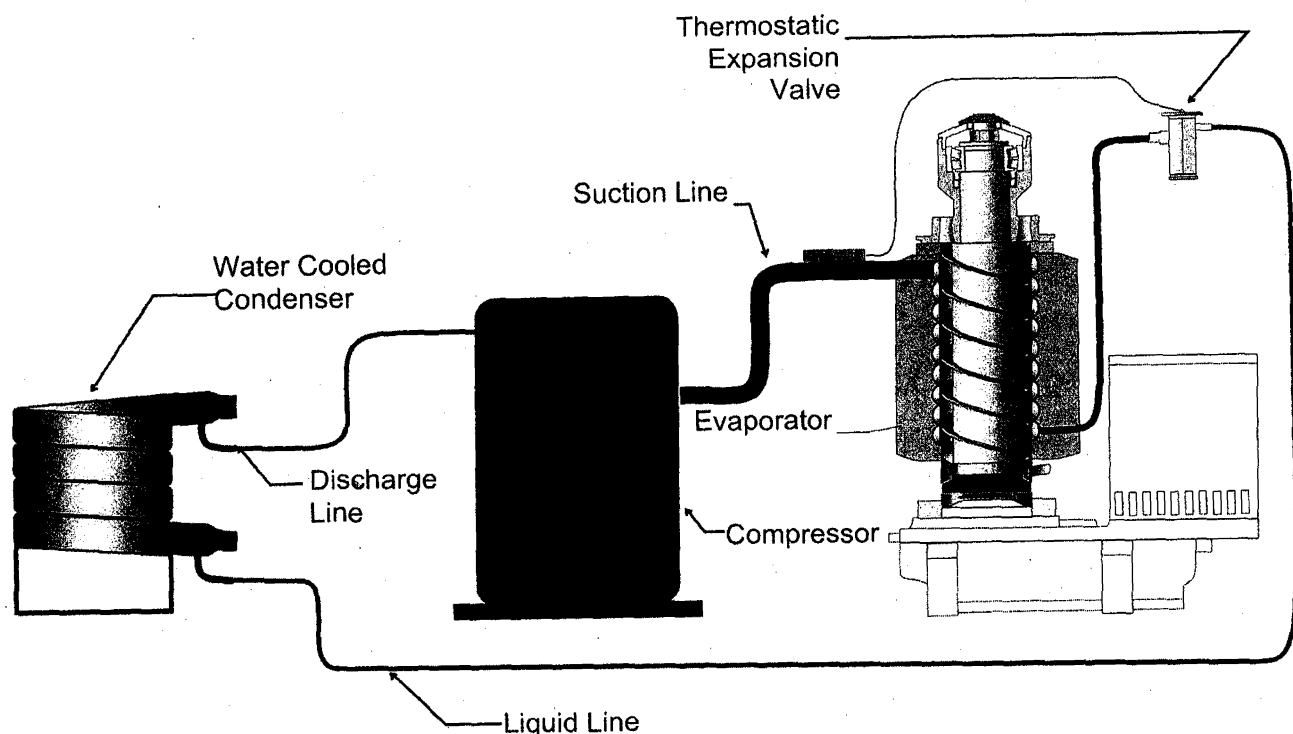 Thermostatic
Expansion
Valve
Suction Line
Water Cooled
Condenser
Evaporator
Discharge
Line
Compressor
Liquid Line